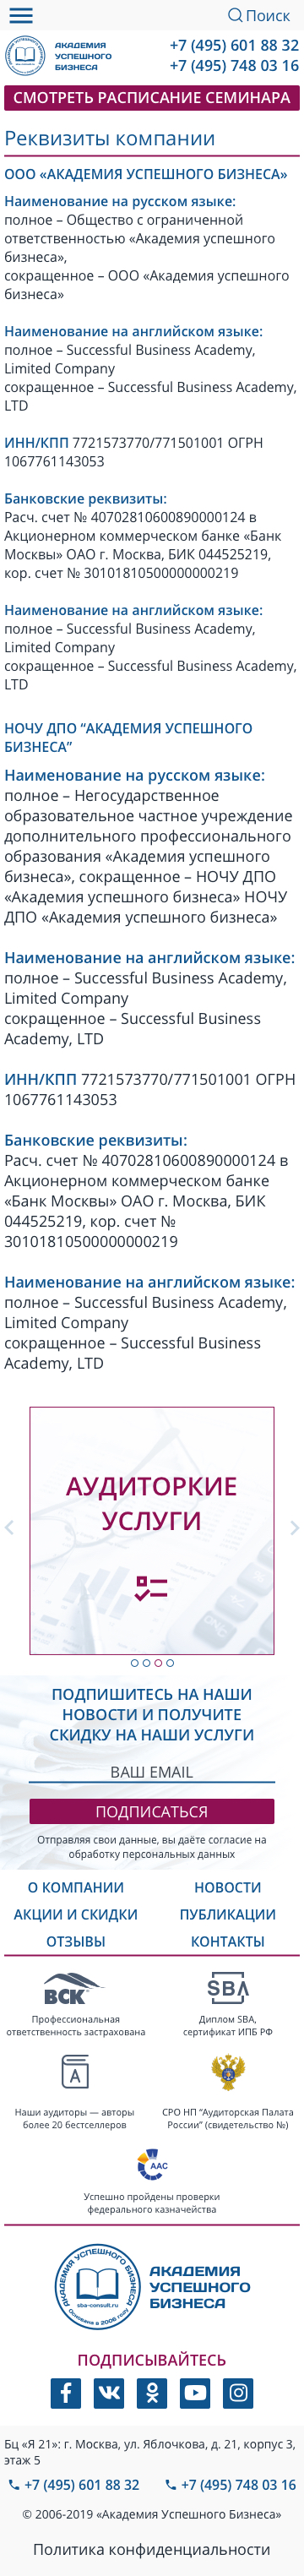 Поиск
АКАДЕМИЯ
УСПЕШНОГО
БИЗНЕСА
+7 (495) 601 88 32
+7 (495) 748 03 16
СМОТРЕТЬ РАСПИСАНИЕ СЕМИНАРА
Реквизиты компании
ООО «АКАДЕМИЯ УСПЕШНОГО БИЗНЕСА»
Наименование на русском языке:
полное – Общество с ограниченной
ответственностью «Академия успешного
бизнеса»,
сокращенное – ООО «Академия успешного
бизнеса»
Наименование на английском языке:
полное – Successful Business Academy,
Limited Company
сокращенное – Successful Business Academy,
LTD
ИНН/КПП 7721573770/771501001 ОГРН
1067761143053
Банковские реквизиты:
Расч. счет № 40702810600890000124 в
Акционерном коммерческом банке «Банк
Москвы» ОАО г. Москва, БИК 044525219,
кор. счет № 30101810500000000219
Наименование на английском языке:
полное – Successful Business Academy,
Limited Company
сокращенное – Successful Business Academy,
LTD
НОЧУ ДПО “АКАДЕМИЯ УСПЕШНОГО
БИЗНЕСА”
Наименование на русском языке:
полное – Негосударственное
образовательное частное учреждение
дополнительного профессионального
образования «Академия успешного
бизнеса», сокращенное – НОЧУ ДПО
«Академия успешного бизнеса» НОЧУ
ДПО «Академия успешного бизнеса»
Наименование на английском языке:
полное – Successful Business Academy,
Limited Company
сокращенное – Successful Business
Academy, LTD
ИНН/КПП 7721573770/771501001 ОГРН
1067761143053
Банковские реквизиты:
Расч. счет № 40702810600890000124 в
Акционерном коммерческом банке
«Банк Москвы» ОАО г. Москва, БИК
044525219, кор. счет №
30101810500000000219
Наименование на английском языке:
полное – Successful Business Academy,
Limited Company
сокращенное – Successful Business
Academy, LTD
АУДИТОРКИЕ
УСЛУГИ
ПОДПИШИТЕСЬ НА НАШИ
НОВОСТИ И ПОЛУЧИТЕ
СКИДКУ НА НАШИ УСЛУГИ
ВАШ EMAIL
ПОДПИСАТЬСЯ
Отправляя свои данные, вы даёте согласие на
обработку персональных данных
О КОМПАНИИ
НОВОСТИ
АКЦИИ И СКИДКИ
ПУБЛИКАЦИИ
ОТЗЫВЫ
КОНТАКТЫ
ВСК
SBA
Профессиональная
ответственность застрахована
Диплом SBA,
сертификат ИПБ РФ
А
Наши аудиторы — авторы
более 20 бестселлеров
СРО НП “Аудиторская Палата
России” (свидетельство №)
ААС
Успешно пройдены проверки
федерального казначейства
АКАДЕМИЯ УСПЕШНОГО БИЗНЕСА
sba-consult.ru
Основана в 2006 году
АКАДЕМИЯ
УСПЕШНОГО
БИЗНЕСА
ПОДПИСЫВАЙТЕСЬ
Бц «Я 21»: г. Москва, ул. Яблочкова, д. 21, корпус 3,
этаж 5
+7 (495) 601 88 32
+7 (495) 748 03 16
© 2006-2019 «Академия Успешного Бизнеса»
Политика конфиденциальности